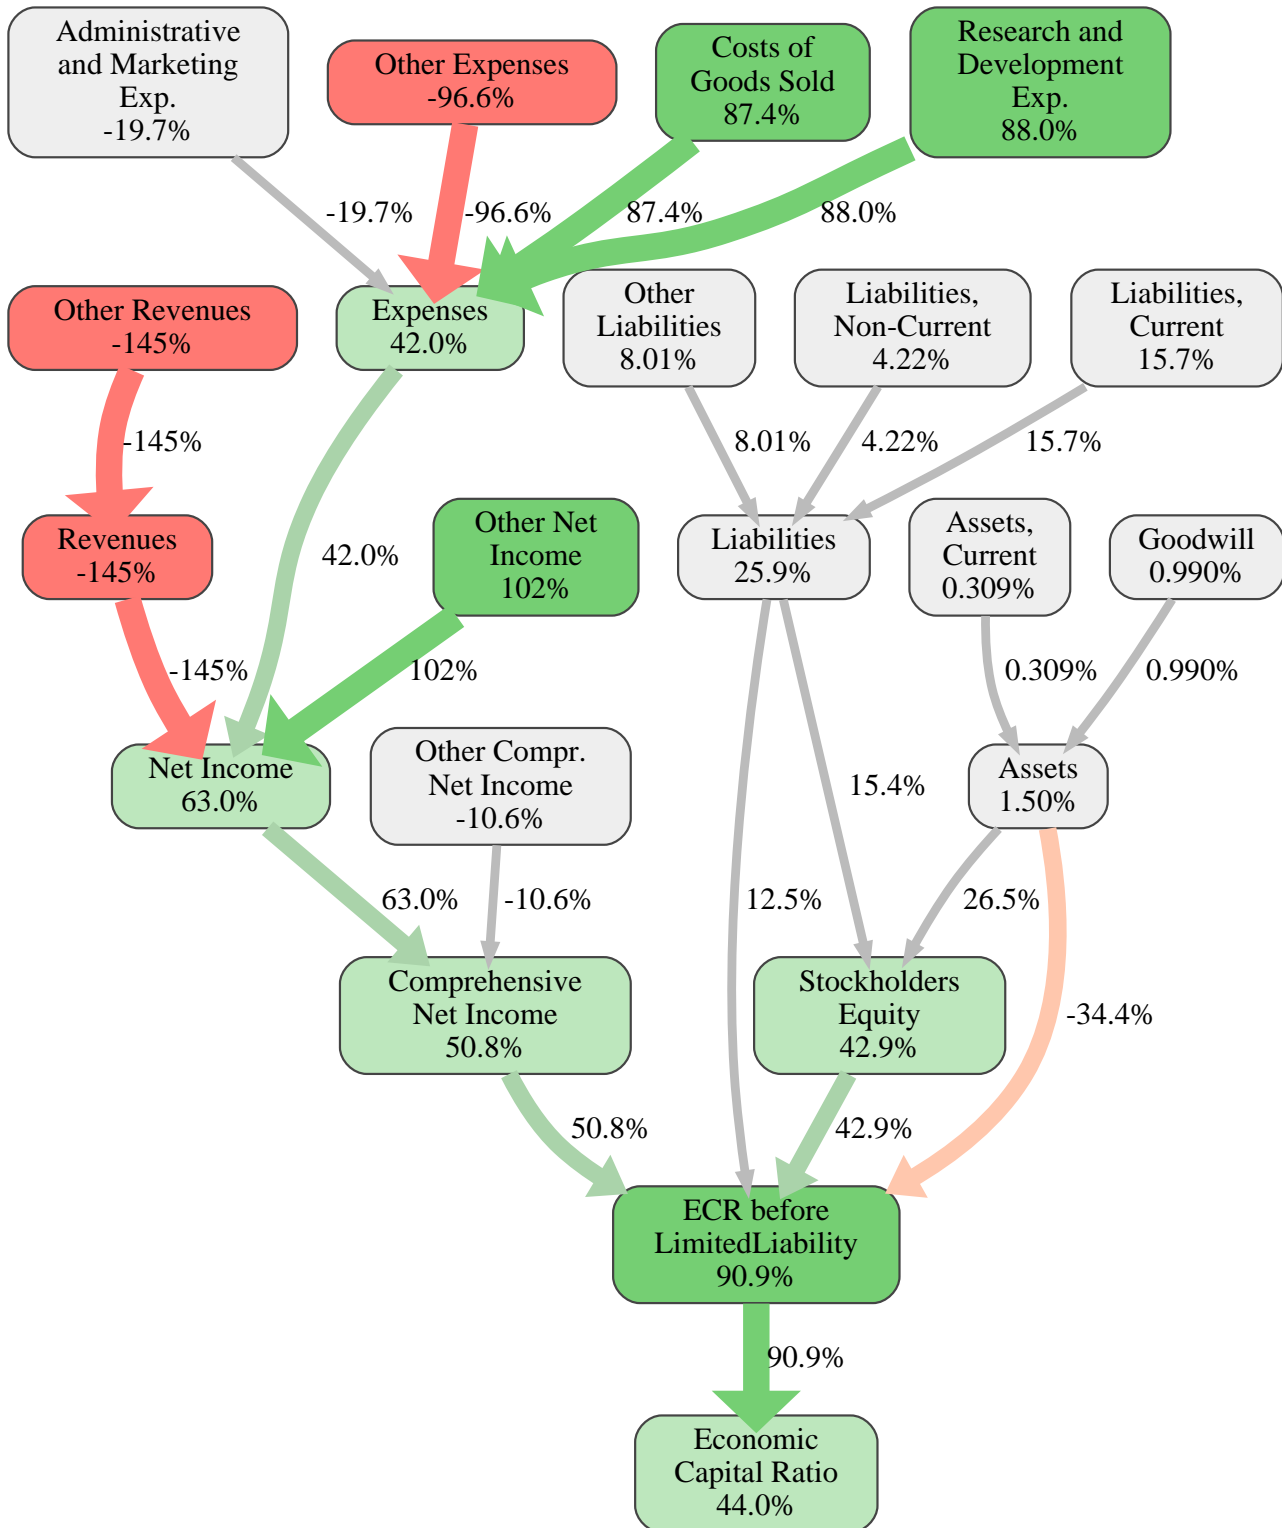 Administrative
and Marketing
Exp.
-19.7%
Other Expenses
-96.6%
Costs of
Goods Sold
87.4%
Research and
Development
Exp.
88.0%
-19.7%
-96.6%
87.4%
88.0%
Other Revenues
-145%
Expenses
42.0%
Other
Liabilities
8.01%
Liabilities,
Non-Current
4.22%
Liabilities,
Current
15.7%
-145%
8.01%
4.22%
15.7%
Revenues
-145%
42.0%
Other Net
Income
102%
Liabilities
25.9%
Assets,
Current
0.309%
Goodwill
0.990%
-145%
102%
0.309%
0.990%
Net Income
63.0%
Other Compr.
Net Income
-10.6%
15.4%
Assets
1.50%
63.0%
-10.6%
12.5%
26.5%
Comprehensive
Net Income
50.8%
Stockholders
Equity
42.9%
-34.4%
50.8%
42.9%
ECR before
LimitedLiability
90.9%
90.9%
Economic
Capital Ratio
44.0%